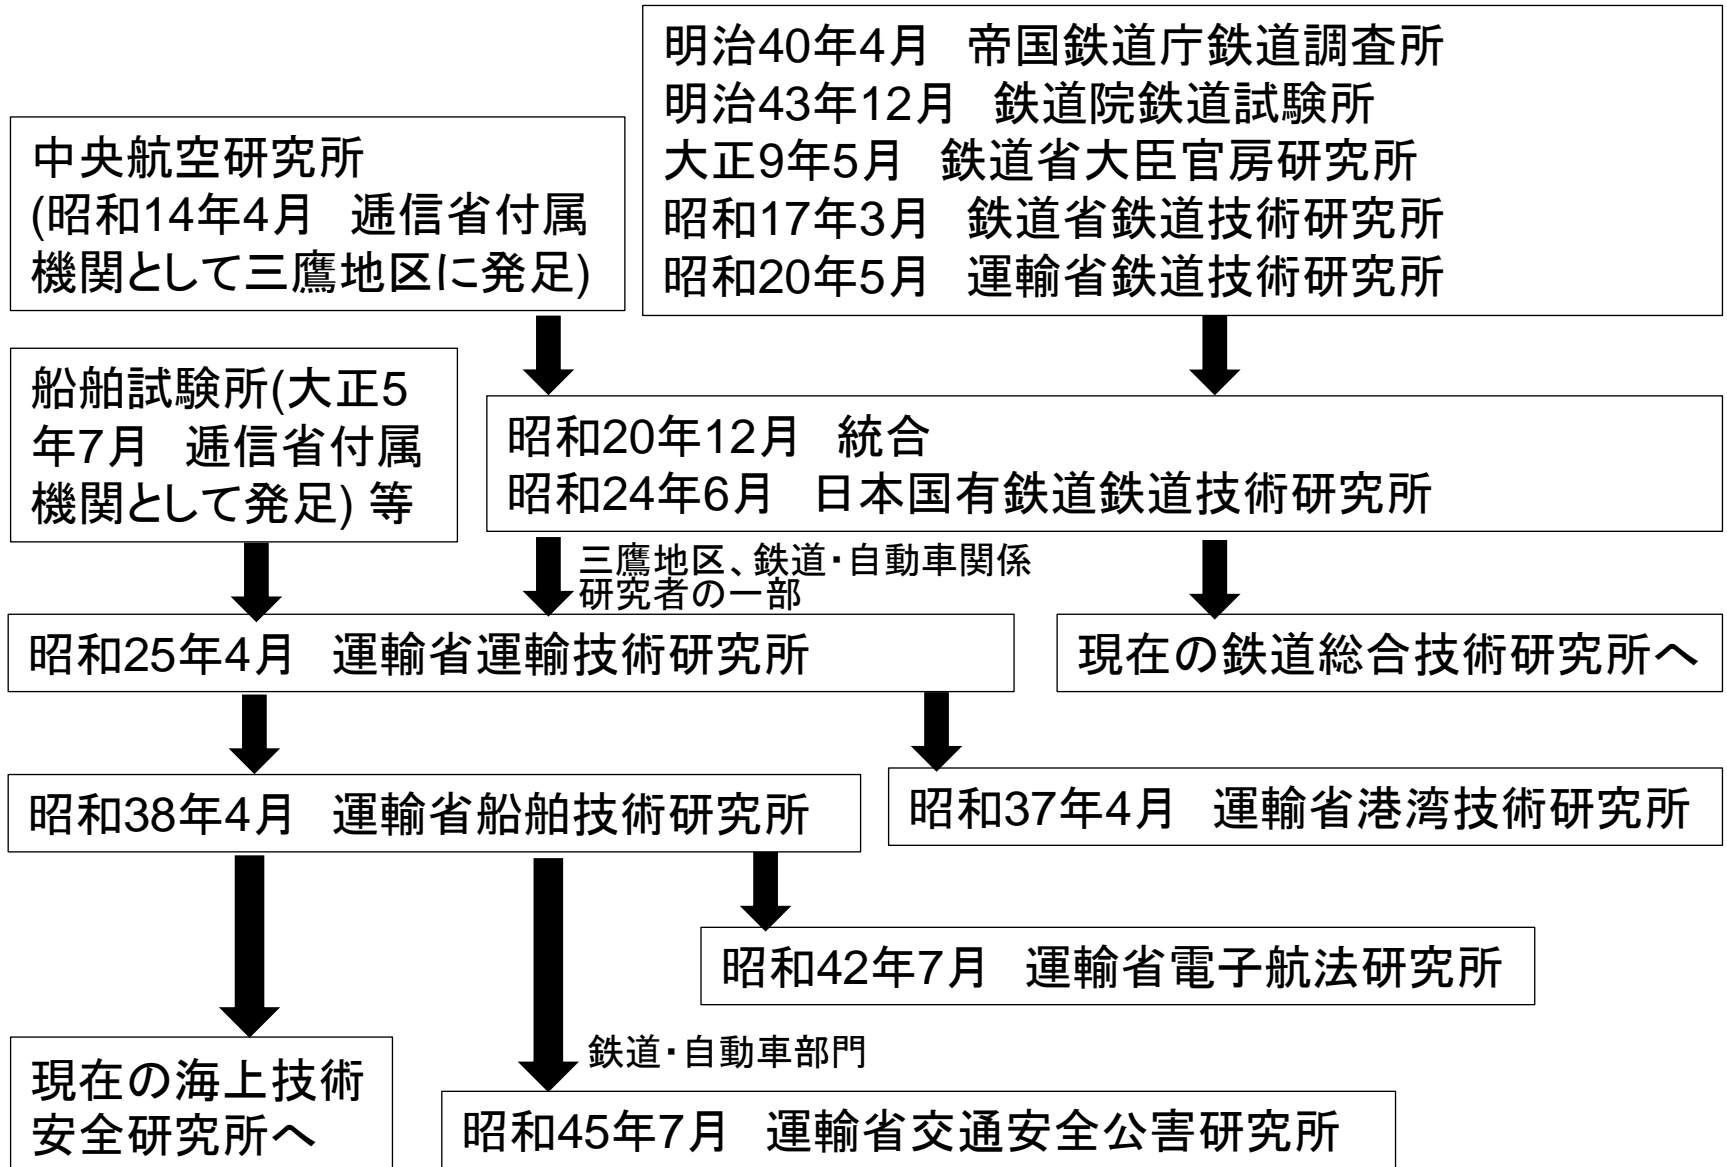 明治40年4月　帝国鉄道庁鉄道調査所
明治43年12月　鉄道院鉄道試験所
大正9年5月　鉄道省大臣官房研究所
昭和17年3月　鉄道省鉄道技術研究所
昭和20年5月　運輸省鉄道技術研究所
中央航空研究所
(昭和14年4月　逓信省付属
機関として三鷹地区に発足)
船舶試験所(大正5
年7月　逓信省付属
機関として発足) 等
昭和20年12月　統合
昭和24年6月　日本国有鉄道鉄道技術研究所
三鷹地区、鉄道・自動車関係
研究者の一部
昭和25年4月　運輸省運輸技術研究所
現在の鉄道総合技術研究所へ
昭和38年4月　運輸省船舶技術研究所
昭和37年4月　運輸省港湾技術研究所
昭和42年7月　運輸省電子航法研究所
現在の海上技術
安全研究所へ
鉄道・自動車部門
昭和45年7月　運輸省交通安全公害研究所